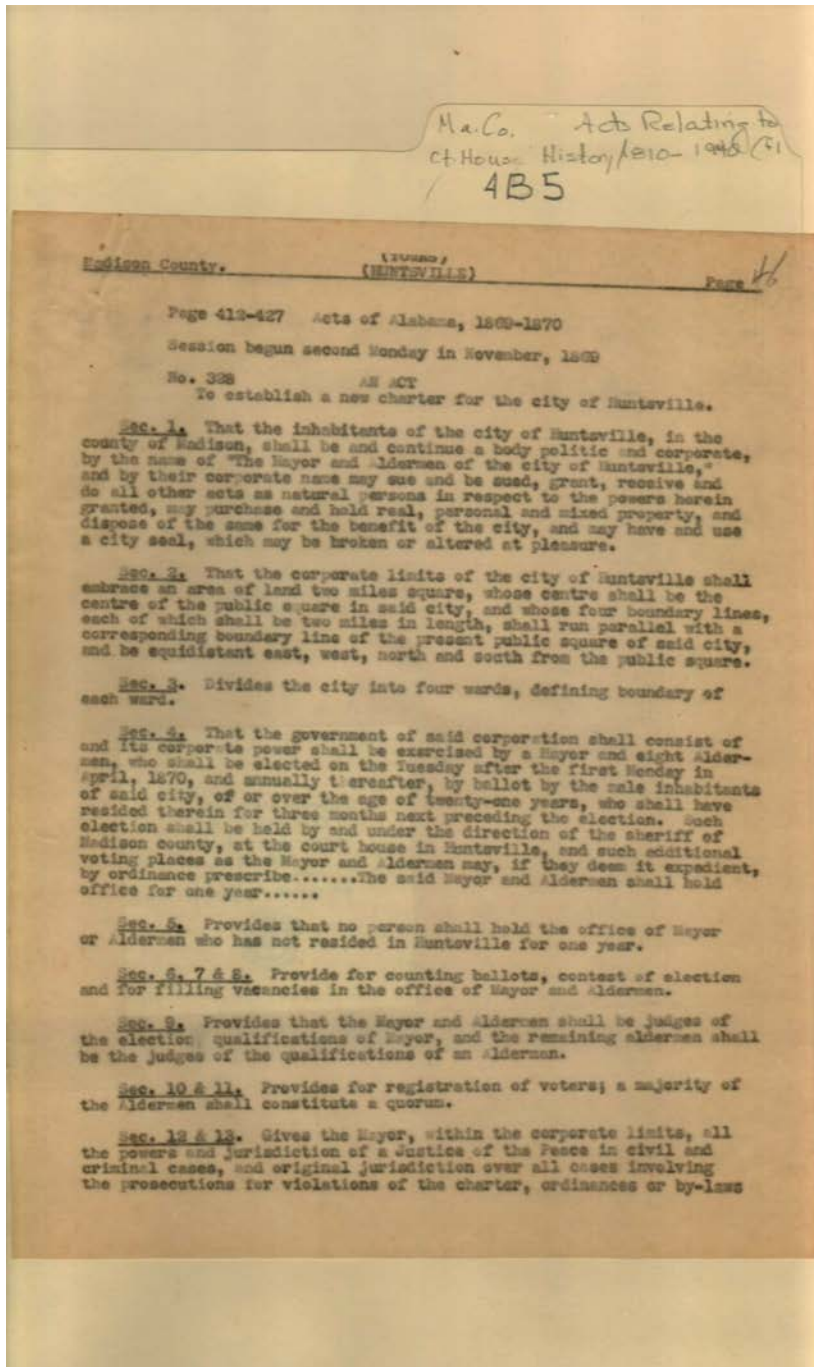 Ma. Co. Acts Relating to
Ct. House History 1810-
4B5
Madison County. (TOWNS)
(HUNTSVILLE) Page
Page 412-427 Acts of Alabama, 1869-1870
Session begun second Monday in November, 1869
No. 328 AN ACT
To establish a new charter for the city of Huntsville.
Sec. 1. That the inhabitants of the city of Huntsville, in the
county of Madison, shall be and continue a body politic and corporate,
by the name of "The Mayor and Aldermen of the city of Huntsville,"
and by their corporate name may sue and be sued, grant, receive and
do all other acts as natural persons in respect to the powers herein
granted, may purchase and hold real, personal and mixed property, and
dispose of the same for the benefit of the city, and may have and use
a city seal, which may be broken or altered at pleasure.
Sec. 2. That the corporate limits of the city of Huntsville shall
embrace an area of land two miles square, whose centre shall be the
centre of the public square in said city, and whose four boundary lines,
each of which shall be two miles in length, shall run parallel with a
corresponding boundary line of the present public square of said city,
and be equidistant east, west, north and south from the public square.
Sec. 3. Divides the city into four wards, defining boundary of
each ward.
Sec. 4. That the government of said corporation shall consist of
and its corporate power shall be exercised by a Mayor and eight Alder-
men, who shall be elected on the Tuesday after the first Monday in
April, 1870, and annually thereafter, by ballot by the male inhabitants
of said city, of or over the age of twenty-one years, who shall have
resided therein for three months next preceding the election. Such
election shall be held by and under the direction of the sheriff of
Madison county, at the court house in Huntsville, and such additional
voting places as the Mayor and Aldermen may, if they deem it expedient,
by ordinance prescribe.......The said Mayor and Aldermen shall hold
office for one year......
Sec. 5. Provides that no person shall hold the office of Mayor
or Aldermen who has not resided in Huntsville for one year.
Sec. 6, 7 & 8. Provide for counting ballots, contest of election
and for filling vacancies in the office of Mayor and Aldermen.
Sec. 9. Provides that the Mayor and Aldermen shall be judges of
the election qualifications of Mayor, and the remaining aldermen shall
be the judges of the qualifications of an Alderman.
Sec. 10 & 11. Provides for registration of voters; a majority of
the Aldermen shall constitute a quorum.
Sec. 12 & 13. Gives the Mayor, within the corporate limits, all
the powers and jurisdiction of a Justice of the Peace in civil and
criminal cases, and original jurisdiction over all cases involving
the prosecutions for violations of the charter, ordinances or by-laws